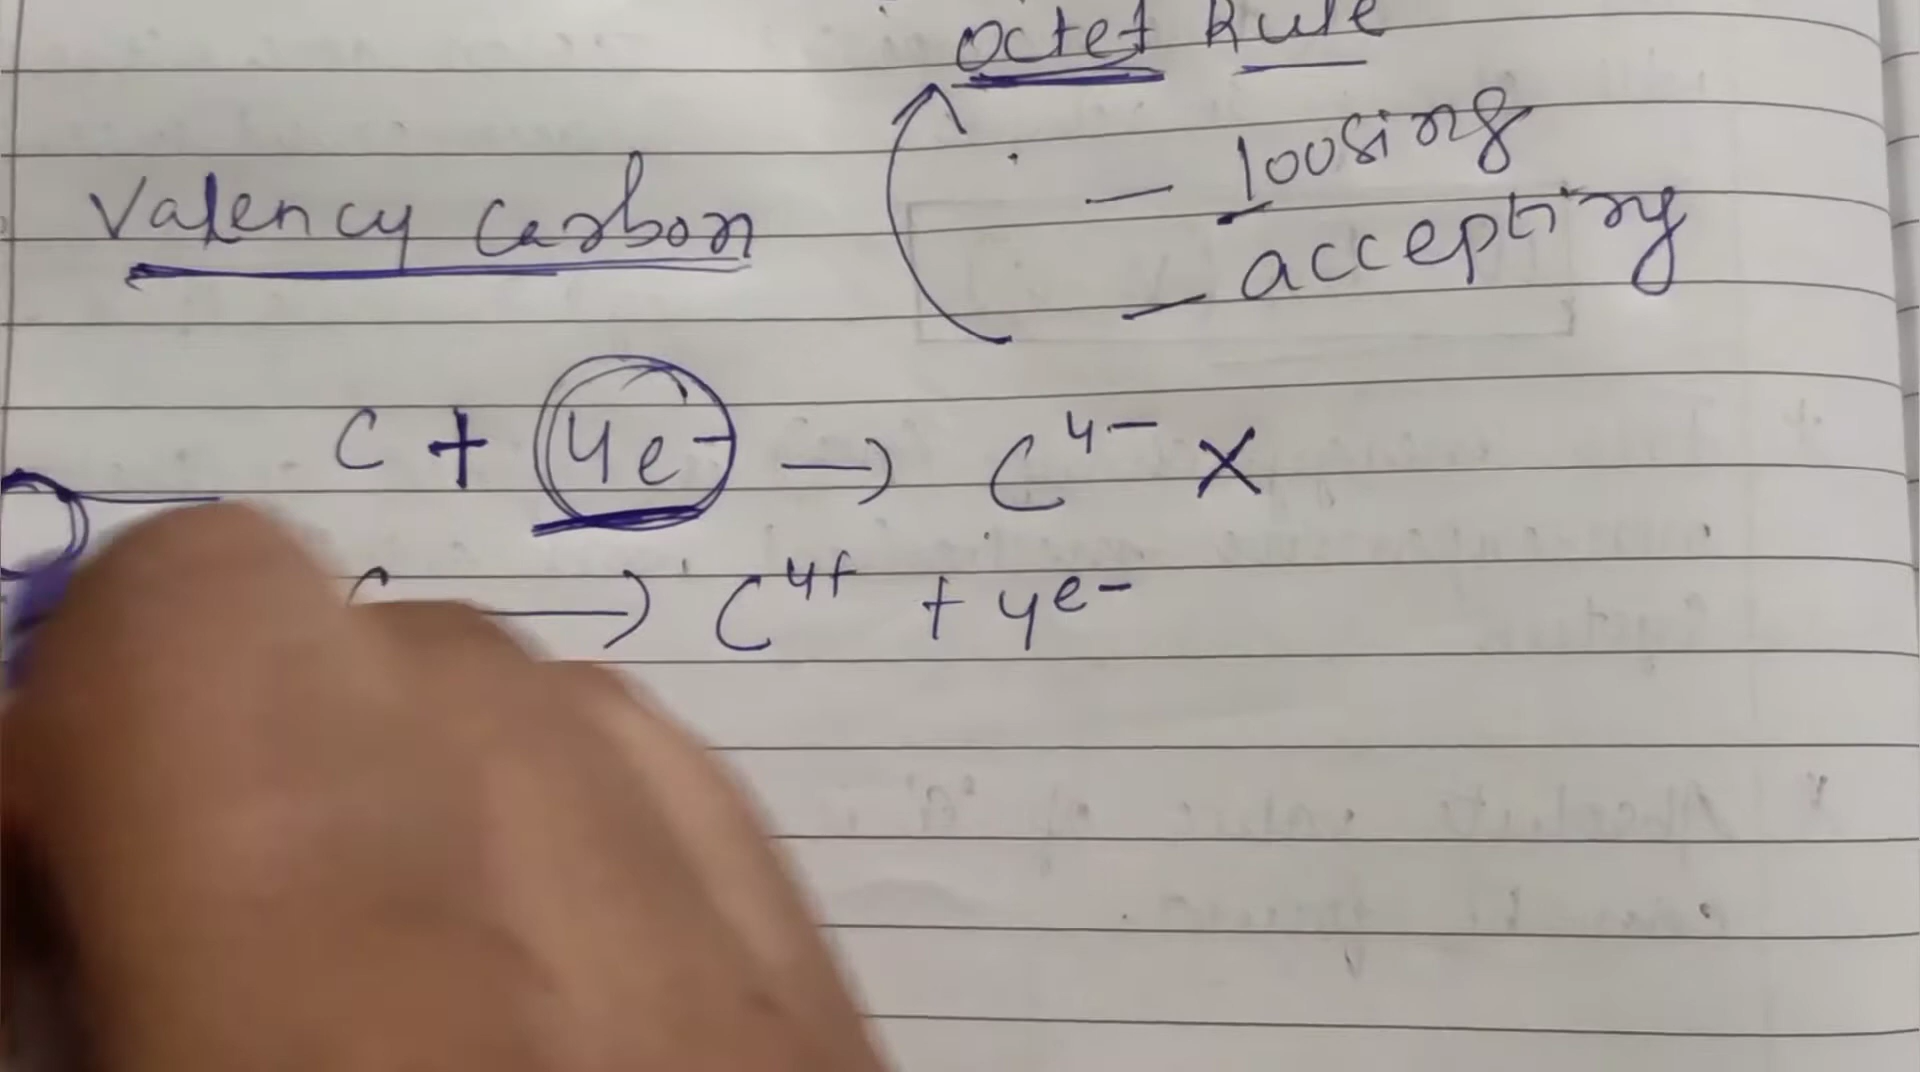 Octet Rule
— loosing
Valency Carbon
— accepting
C + 4e- → C4- X
C → C4+ + 4e-